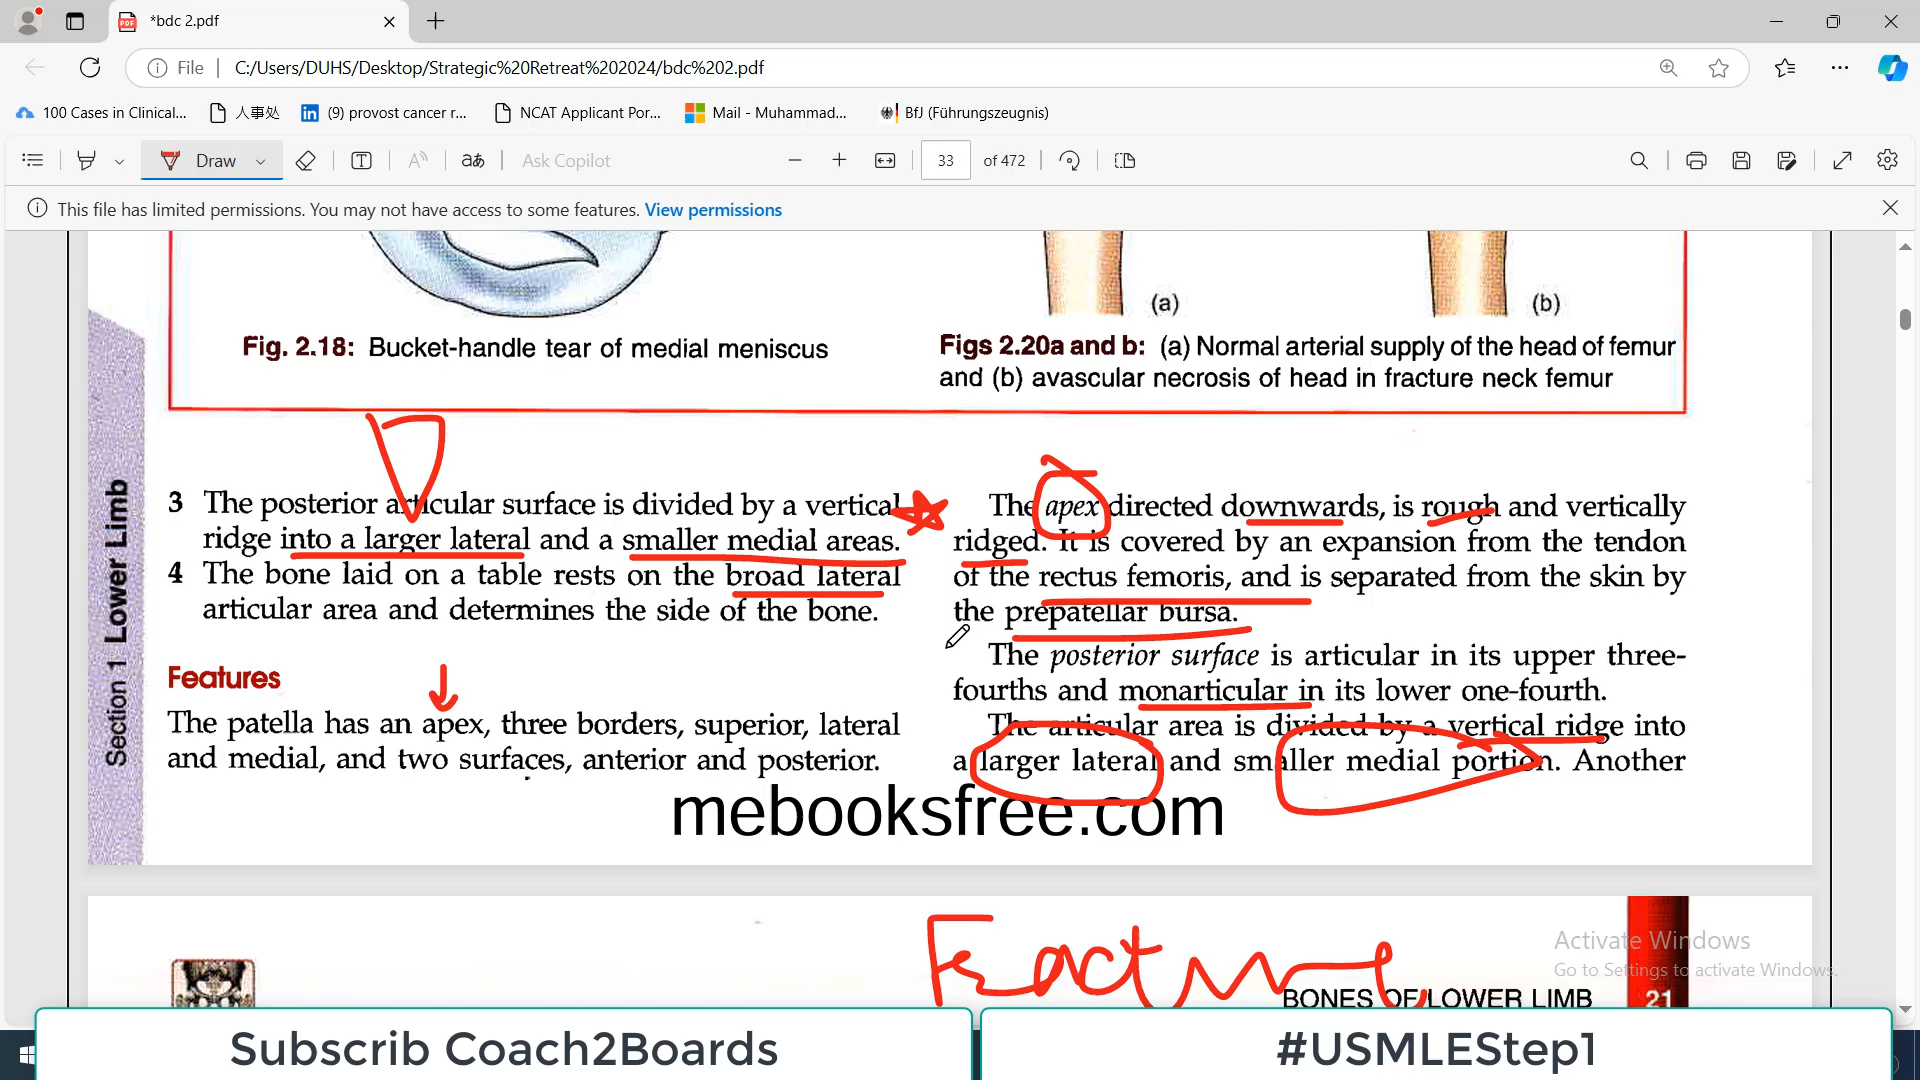 *bdc 2.pdf
File
C:/Users/DUHS/Desktop/Strategic%20Retreat%202024/bdc%202.pdf
100 Cases in Clinical...
人事处
(9) provost cancer r...
NCAT Applicant Por...
Mail - Muhammad...
BfJ (Führungszeugnis)
Draw
aあ
Ask Copilot
33
of 472
This file has limited permissions. You may not have access to some features. View permissions
(a)
(b)
Fig. 2.18: Bucket-handle tear of medial meniscus
Figs 2.20a and b: (a) Normal arterial supply of the head of femur
and (b) avascular necrosis of head in fracture neck femur
Section 1 Lower Limb
3 The posterior articular surface is divided by a vertical
ridge into a larger lateral and a smaller medial areas.
4 The bone laid on a table rests on the broad lateral
articular area and determines the side of the bone.
Features
The patella has an apex, three borders, superior, lateral
and medial, and two surfaces, anterior and posterior.
The apex directed downwards, is rough and vertically
ridged. It is covered by an expansion from the tendon
of the rectus femoris, and is separated from the skin by
the prepatellar bursa.
The posterior surface is articular in its upper three-
fourths and monarticular in its lower one-fourth.
The articular area is divided by a vertical ridge into
a larger lateral and smaller medial portion. Another
mebooksfree.com
Fracture
BONES OF LOWER LIMB
21
Activate Windows
Go to Settings to activate Windows.
Subscrib Coach2Boards
#USMLEStep1